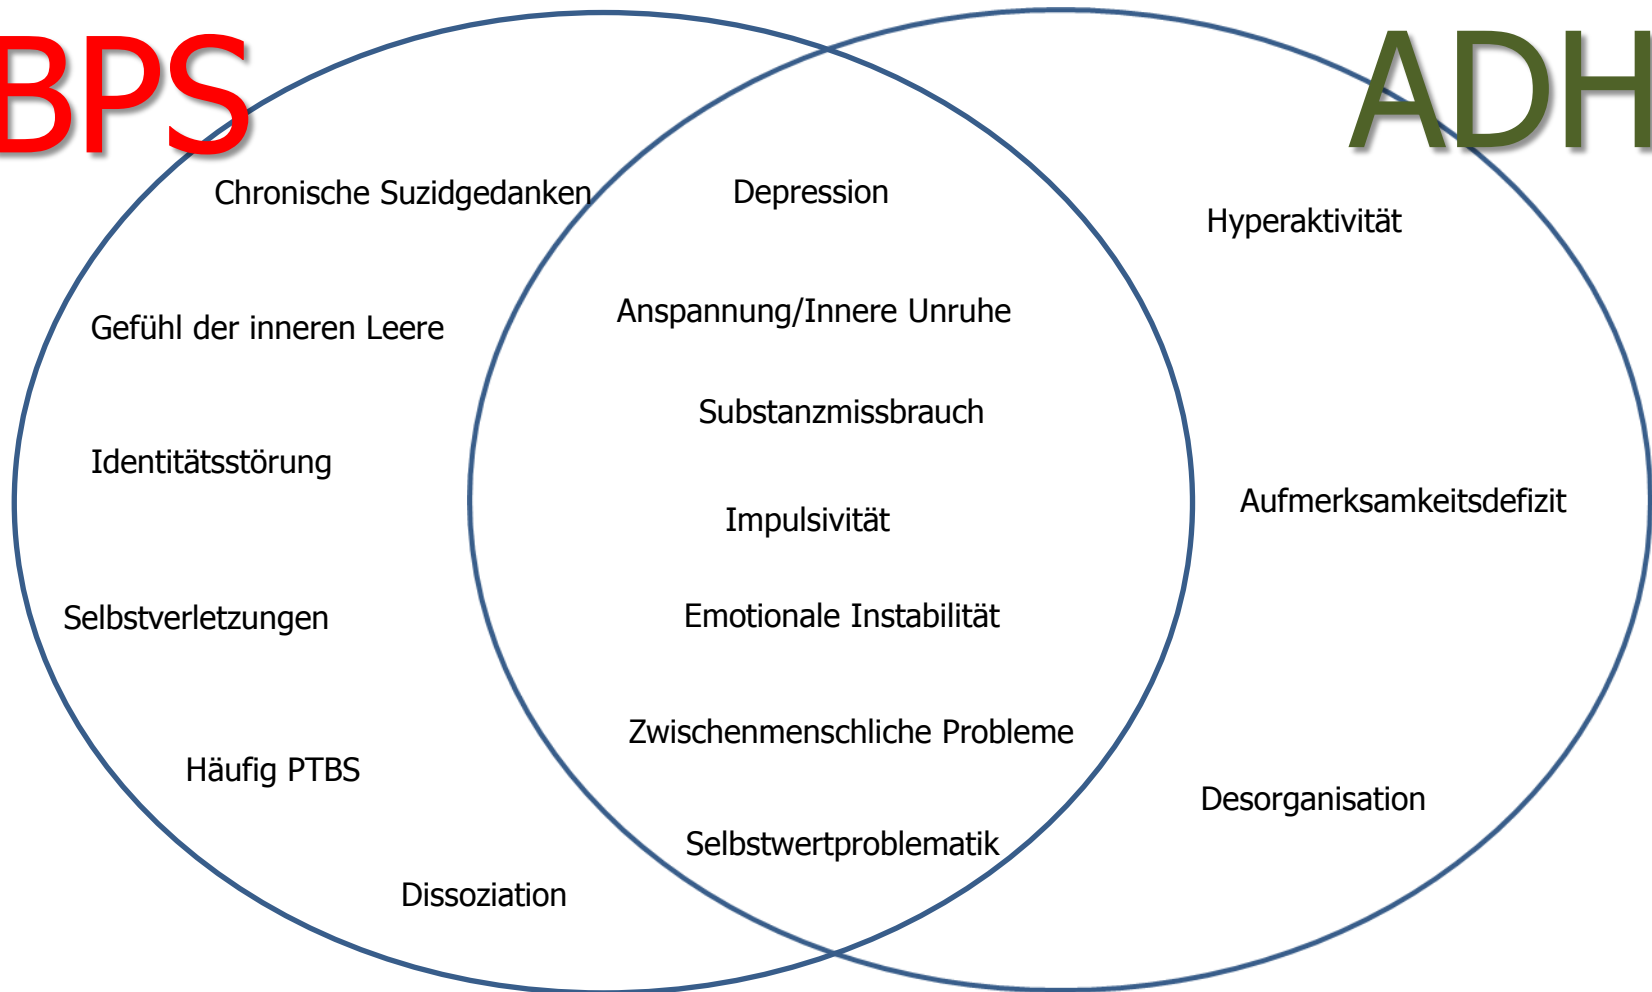 BPS
ADH
Chronische Suzidgedanken
Depression
Hyperaktivität
Gefühl der inneren Leere
Anspannung/Innere Unruhe
Substanzmissbrauch
Identitätsstörung
Aufmerksamkeitsdefizit
Impulsivität
Selbstverletzungen
Emotionale Instabilität
Zwischenmenschliche Probleme
Häufig PTBS
Desorganisation
Selbstwertproblematik
Dissoziation